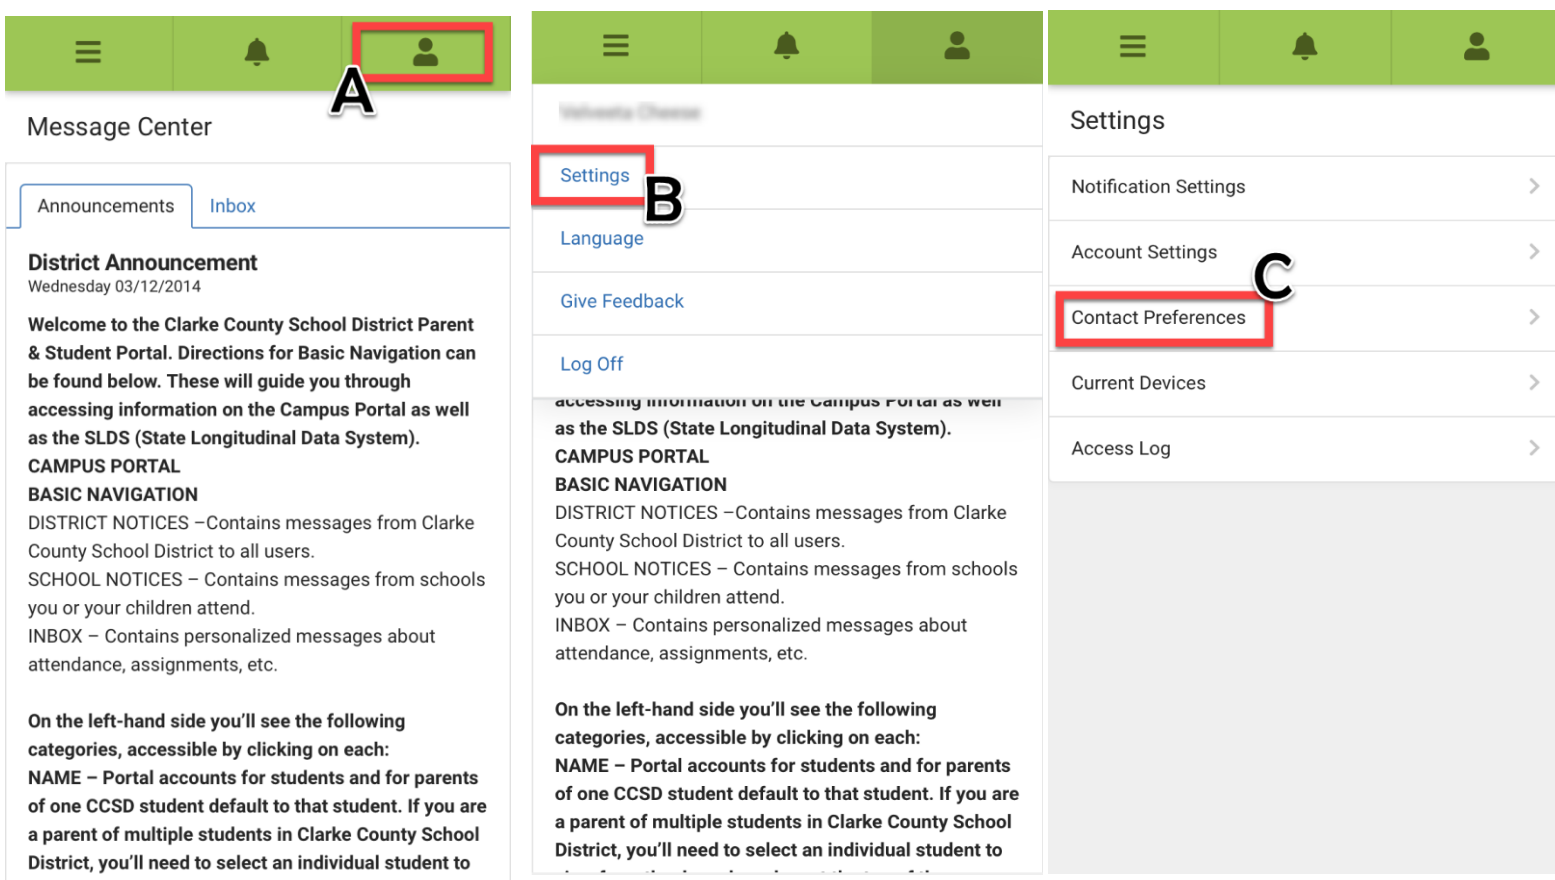 A
Message Center
Announcements
Inbox
District Announcement
Wednesday 03/12/2014
Welcome to the Clarke County School District Parent
& Student Portal. Directions for Basic Navigation can
be found below. These will guide you through
accessing information on the Campus Portal as well
as the SLDS (State Longitudinal Data System).
CAMPUS PORTAL
BASIC NAVIGATION
DISTRICT NOTICES –Contains messages from Clarke
County School District to all users.
SCHOOL NOTICES – Contains messages from schools
you or your children attend.
INBOX – Contains personalized messages about
attendance, assignments, etc.
On the left-hand side you’ll see the following
categories, accessible by clicking on each:
NAME – Portal accounts for students and for parents
of one CCSD student default to that student. If you are
a parent of multiple students in Clarke County School
District, you’ll need to select an individual student to
Velveeta Cheese
Settings
B
Language
Give Feedback
Log Off
accessing information on the Campus Portal as well
as the SLDS (State Longitudinal Data System).
CAMPUS PORTAL
BASIC NAVIGATION
DISTRICT NOTICES –Contains messages from Clarke
County School District to all users.
SCHOOL NOTICES – Contains messages from schools
you or your children attend.
INBOX – Contains personalized messages about
attendance, assignments, etc.
On the left-hand side you’ll see the following
categories, accessible by clicking on each:
NAME – Portal accounts for students and for parents
of one CCSD student default to that student. If you are
a parent of multiple students in Clarke County School
District, you’ll need to select an individual student to
Settings
Notification Settings
Account Settings
C
Contact Preferences
Current Devices
Access Log